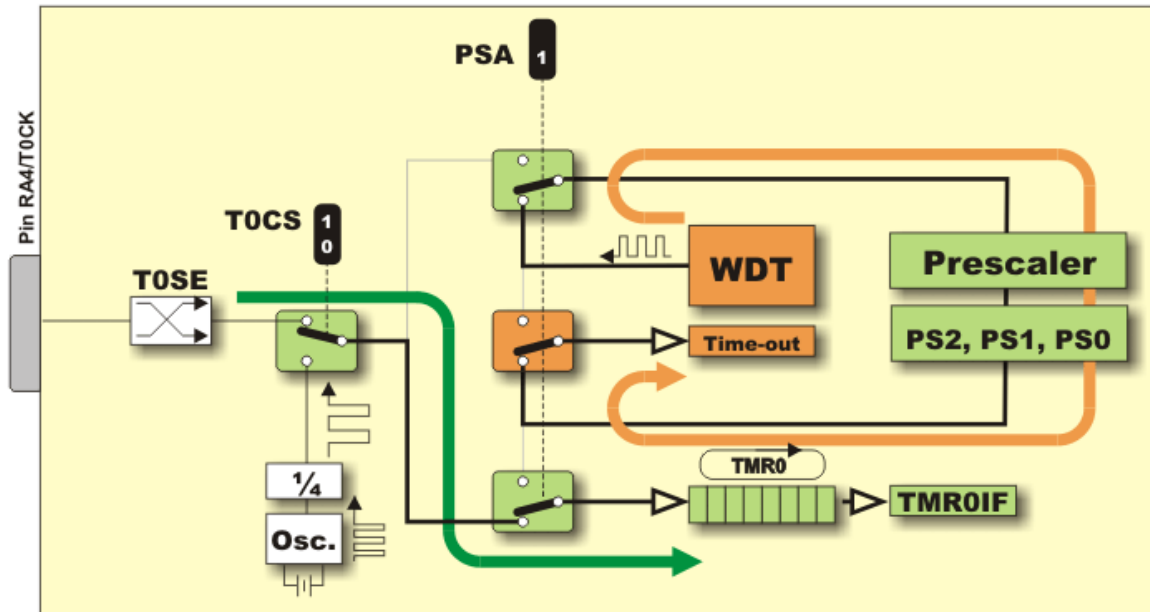 PSA
1
Pin RA4/T0CK
T0CS
1
0
T0SE
WDT
Prescaler
PS2, PS1, PS0
Time-out
TMR0
TMR0IF
¼
Osc.